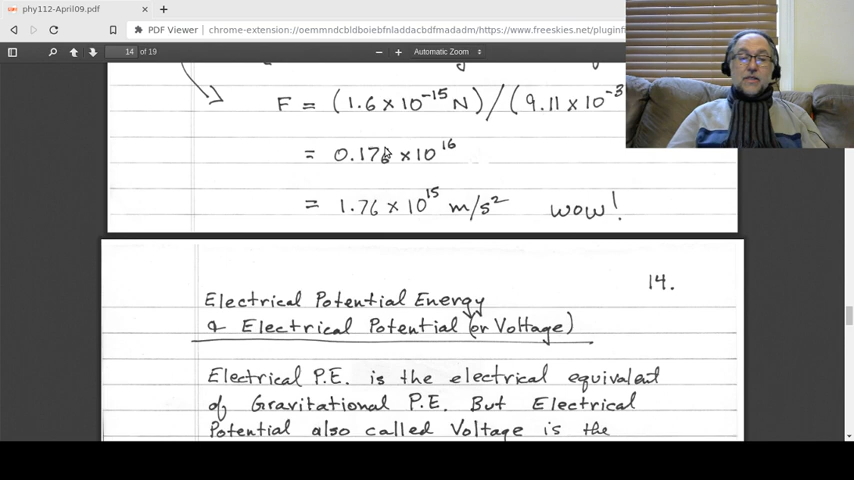 phy112-April09.pdf
PDF Viewer | chrome-extension://oemmndcbldboiebfnladdacbdfmadadm/https://www.freeskies.net/pluginfi
14 of 19
Automatic Zoom
F = (1.6 x 10⁻¹⁵ N) / (9.11 x 10⁻³
= 0.176 x 10¹⁶
= 1.76 x 10¹⁵ m/s² WOW!
14.
Electrical Potential Energy
& Electrical Potential (or Voltage)
Electrical P.E. is the electrical equivalent
of Gravitational P.E. But Electrical
Potential also called Voltage is the